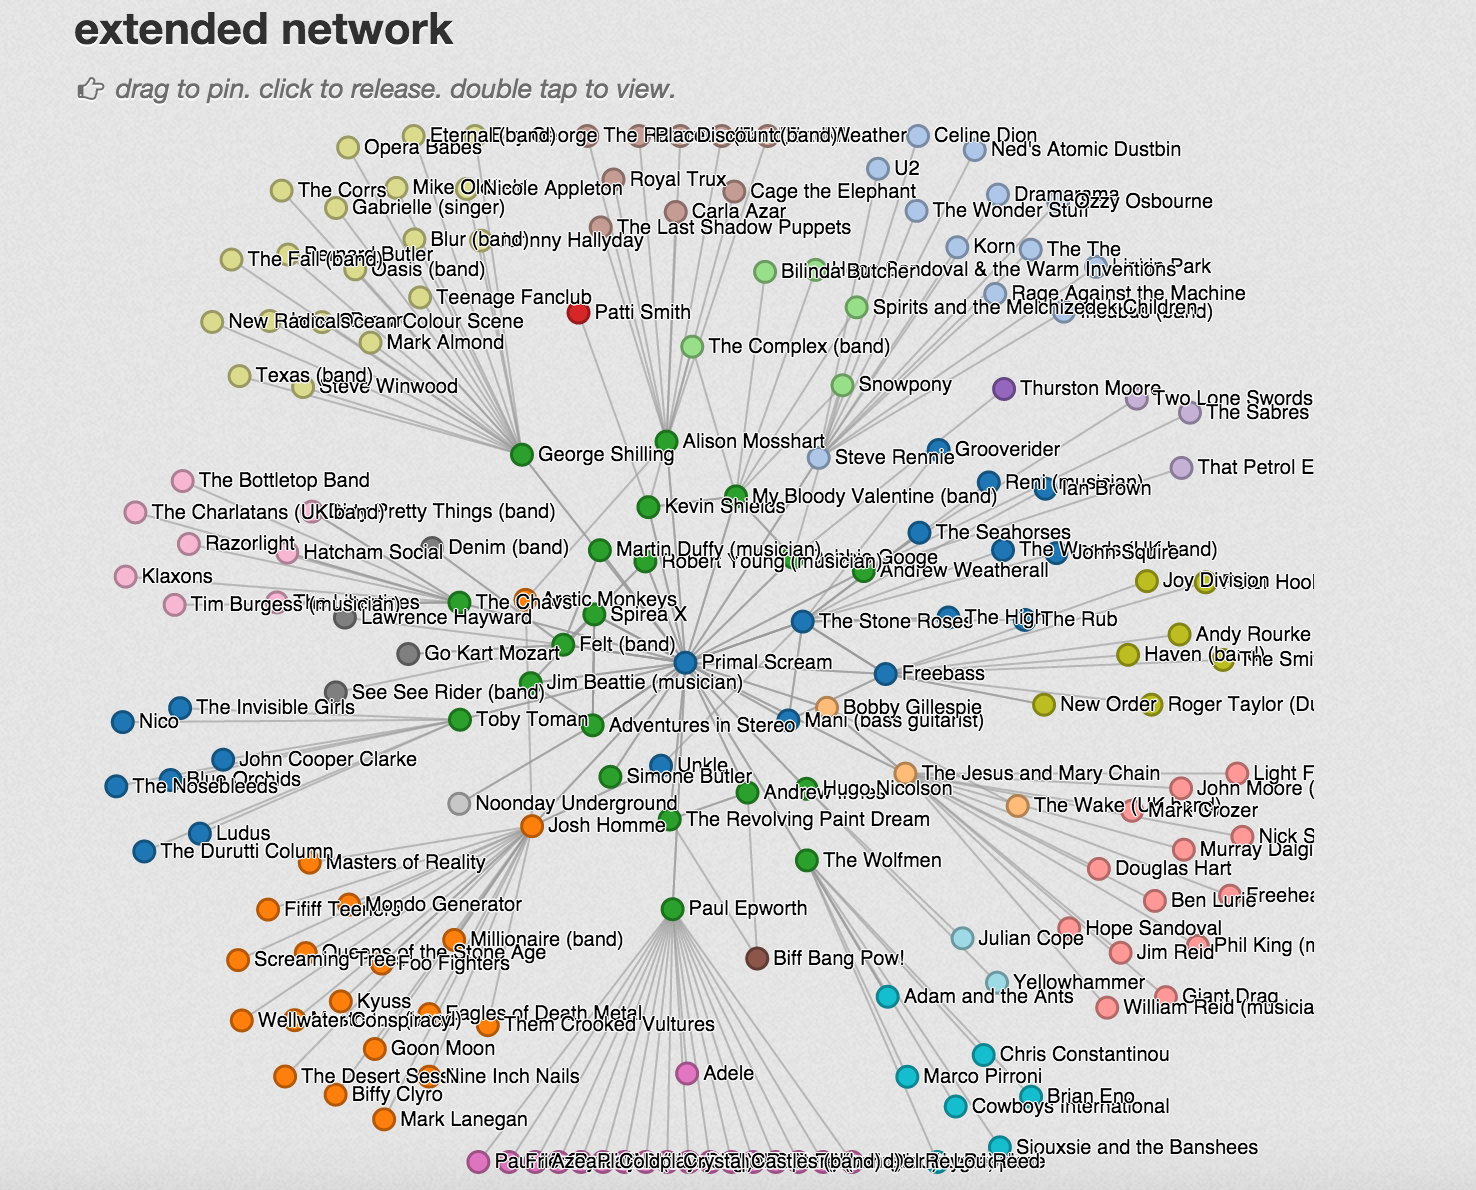 extended network
drag to pin. click to release. double tap to view.
Eternal (band)
The
Discount (band)
Weather
Celine Dion
Opera Babes
Ned's Atomic Dustbin
U2
Royal Trux
The Corrs
Mike
Nicole Appleton
Cage the Elephant
Dramarama
Ozzy Osbourne
Gabrielle (singer)
Carla Azar
The Wonder Stuff
The Last Shadow Puppets
Blur (band)
Johnny Hallyday
Korn
The The
Bernard Butler
The Fall (band)
Oasis (band)
Bilinda Butcher
Sandoval & the Warm Inventions
Linkin Park
Teenage Fanclub
Rage Against the Machine
Patti Smith
Spirits and the Melchizedek Children
(band)
New Radicals
Ocean Colour Scene
Mark Almond
The Complex (band)
Texas (band)
Steve Winwood
Snowpony
Thurston Moore
Two Lone Swords
The Sabres
George Shilling
Alison Mosshart
Steve Rennie
Grooverider
That Petrol E
The Bottletop Band
Reni (musician)
Ian Brown
My Bloody Valentine (band)
Kevin Shields
The Charlatans (UK band)
Dirty Pretty Things (band)
The Seahorses
Razorlight
Hatcham Social
Denim (band)
Martin Duffy (musician)
Robert Young (musician)
Googe
Andrew Weatherall
John Squire
Klaxons
Joy Division
Hool
Tim Burgess (musician)
The Libertines
The Chavs
Arctic Monkeys
Lawrence Hayward
Spirea X
The Stone Roses
The High
The Rub
Andy Rourke
Felt (band)
Go Kart Mozart
Haven (band)
The Smi
Primal Scream
Freebass
Jim Beattie (musician)
See See Rider (band)
New Order
Roger Taylor (Du
The Invisible Girls
Nico
Toby Toman
Adventures in Stereo
Bobby Gillespie
Mani (bass guitarist)
John Cooper Clarke
Unkle
Simone Butler
The Jesus and Mary Chain
Light F
Blue Orchids
The Nosebleeds
Andrew Innes
Hugo Nicolson
John Moore (
Noonday Underground
The Wake (UK band)
Mark Crozer
Josh Homme
The Revolving Paint Dream
Nick S
Ludus
The Durutti Column
Masters of Reality
The Wolfmen
Murray Dalgl
Douglas Hart
Freehea
Ben Lurie
Mondo Generator
Paul Epworth
Hope Sandoval
Millionaire (band)
Julian Cope
Phil King (m
Queens of the Stone Age
Jim Reid
Screaming Trees
Foo Fighters
Biff Bang Pow!
Yellowhammer
Adam and the Ants
Giant Drag
Kyuss
Eagles of Death Metal
William Reid (musicia
Wellwater Conspiracy
Them Crooked Vultures
Goon Moon
Chris Constantinou
The Desert Sess
Nine Inch Nails
Adele
Marco Pirroni
Biffy Clyro
Brian Eno
Cowboys International
Mark Lanegan
Siouxsie and the Banshees
Crystal Castles (band)
Lou Reed